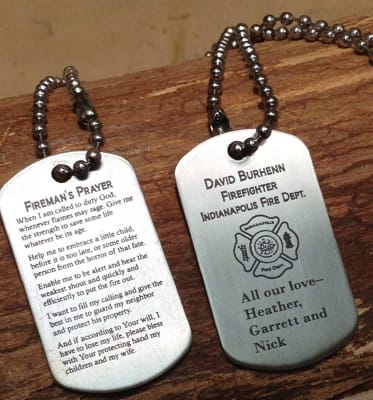 FIREMAN'S PRAYER
When I am called to duty God,
whenever flames may rage. Give me
the strength to save some life
whatever be its age.
Help me to embrace a little child,
before it is too late, or some older
person from the horror of that fate.
Enable me to be alert and hear the
weakest shout and quickly and
efficiently to put the fire out.
I want to fill my calling and give the
best in me to guard my neighbor
and protect his property.
And if according to Your will, I
have to lose my life, please bless
with Your protecting hand my
children and my wife.
DAVID BURHENN
FIREFIGHTER
INDIANAPOLIS FIRE DEPT.
INDIANAPOLIS
FIRE DEPT.
All our love–
Heather,
Garrett and
Nick